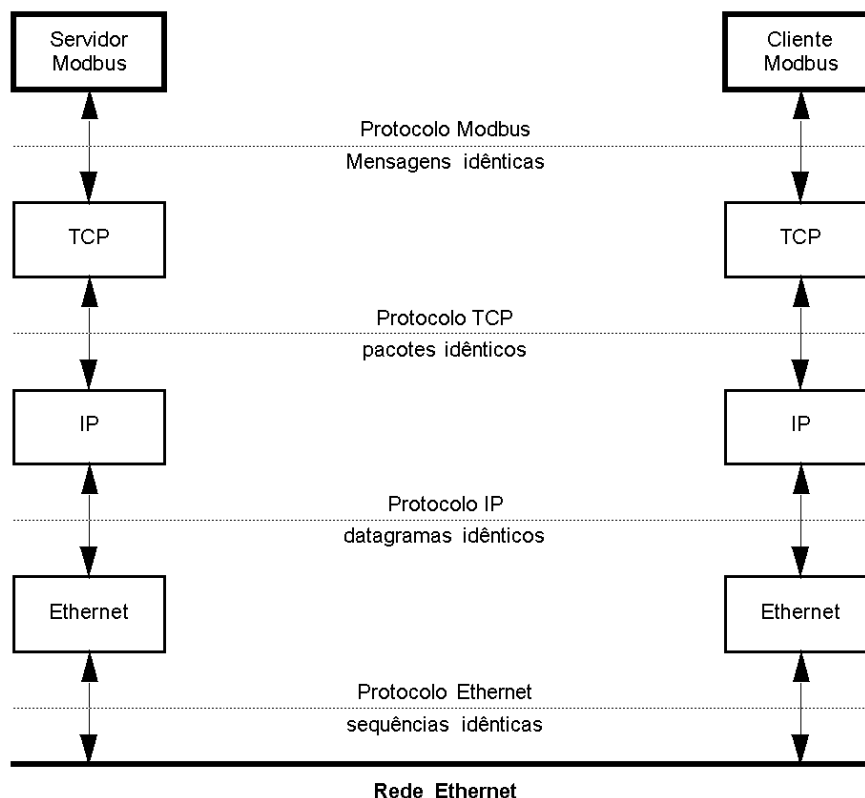 Servidor
Modbus
Cliente
Modbus
Protocolo Modbus
Mensagens idênticas
TCP
TCP
Protocolo TCP
pacotes idênticos
IP
IP
Protocolo IP
datagramas idênticos
Ethernet
Ethernet
Protocolo Ethernet
sequências idênticas
Rede Ethernet